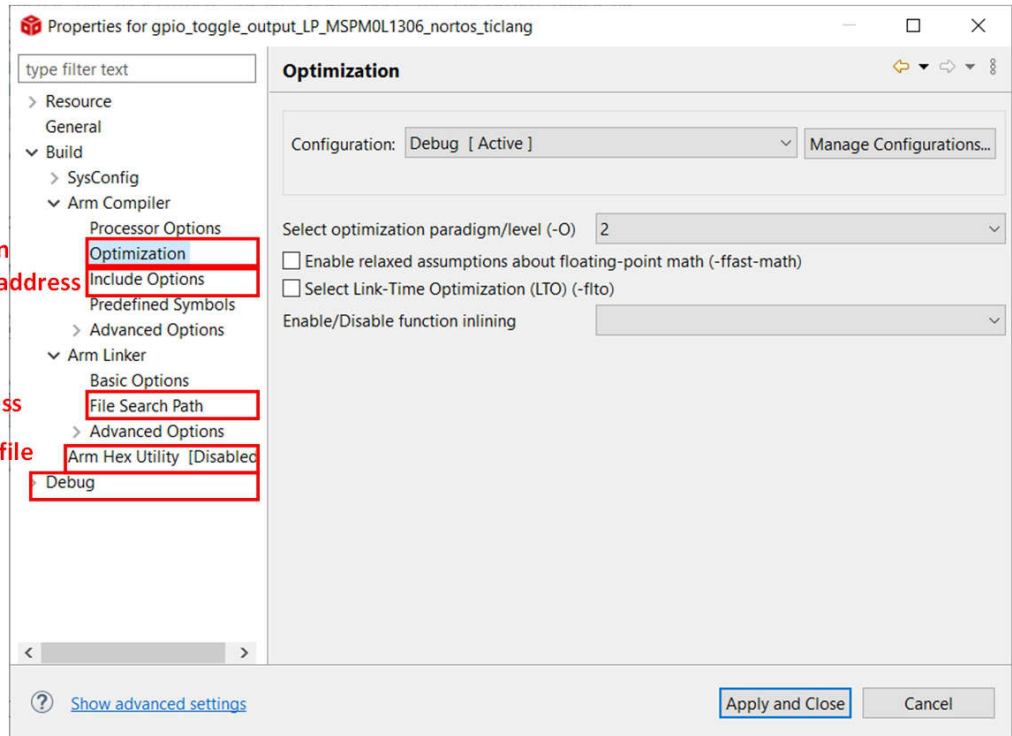 Properties for gpio_toggle_output_LP_MSPM0L1306_nortos_ticlang
type filter text
Resource
General
Build
SysConfig
Arm Compiler
Processor Options
Optimization
address
Include Options
Predefined Symbols
Advanced Options
Arm Linker
Basic Options
ss
File Search Path
Advanced Options
file
Arm Hex Utility [Disabled
Debug
Optimization
Configuration: Debug [ Active ]
Manage Configurations...
Select optimization paradigm/level (-O) 2
Enable relaxed assumptions about floating-point math (-ffast-math)
Select Link-Time Optimization (LTO) (-flto)
Enable/Disable function inlining
Show advanced settings
Apply and Close
Cancel